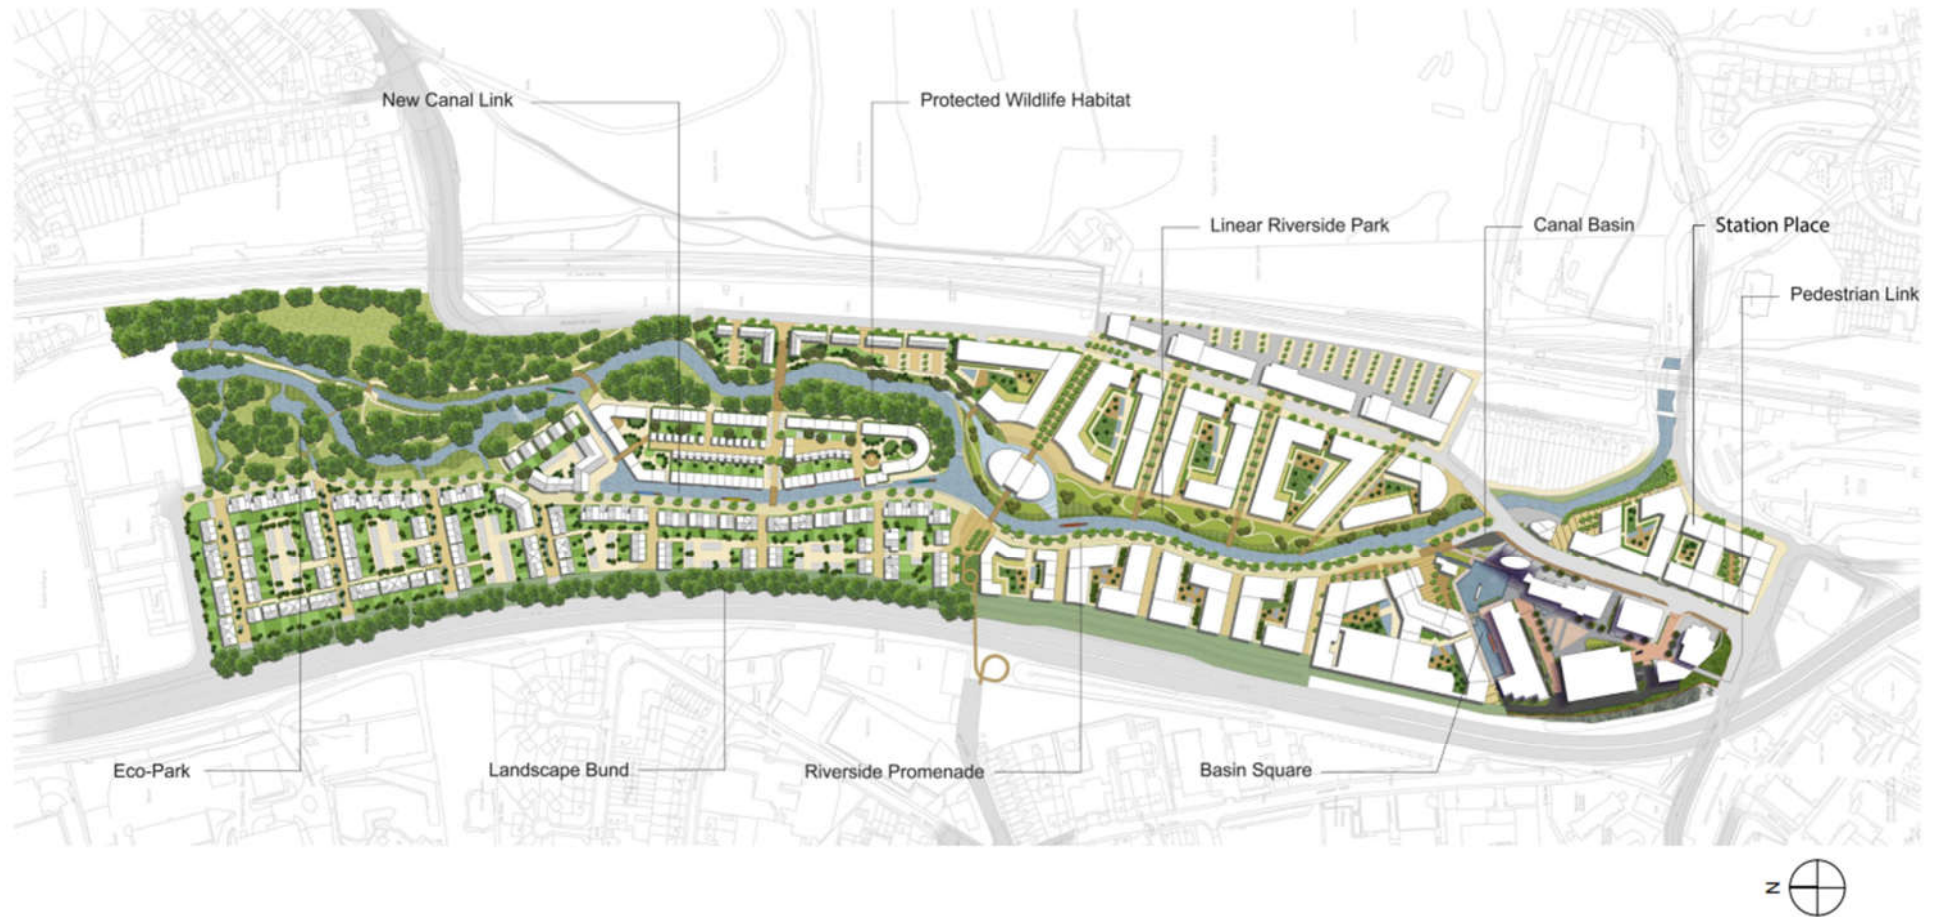 New Canal Link
Protected Wildlife Habitat
Linear Riverside Park
Canal Basin
Station Place
Pedestrian Link
Eco-Park
Landscape Bund
Riverside Promenade
Basin Square
N